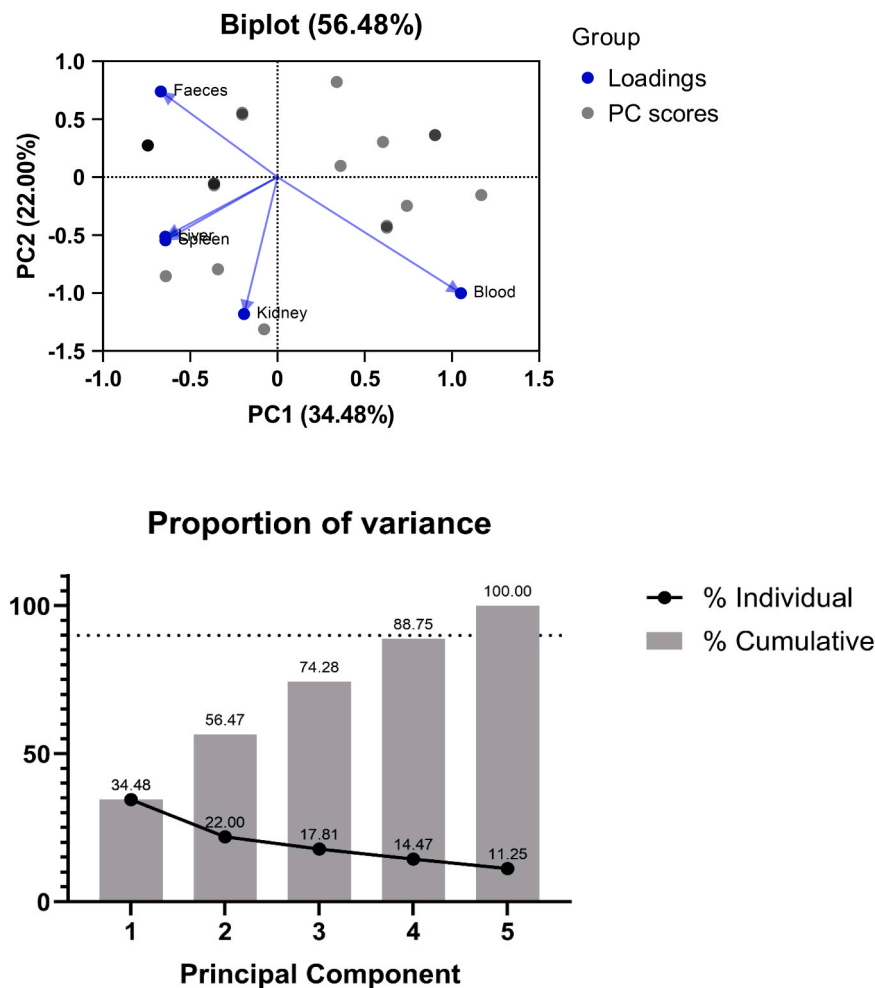 Biplot (56.48%)
Group
Loadings
PC scores
1.0
0.5
0
-0.5
-1.0
-1.5
PC2 (22.00%)
Faeces
Liver
Spleen
Kidney
Blood
-1.0 -0.5 0 0.5 1.0 1.5
PC1 (34.48%)
Proportion of variance
% Individual
% Cumulative
100
50
0
34.48
56.47
74.28
88.75
100.00
22.00
17.81
14.47
11.25
1 2 3 4 5
Principal Component